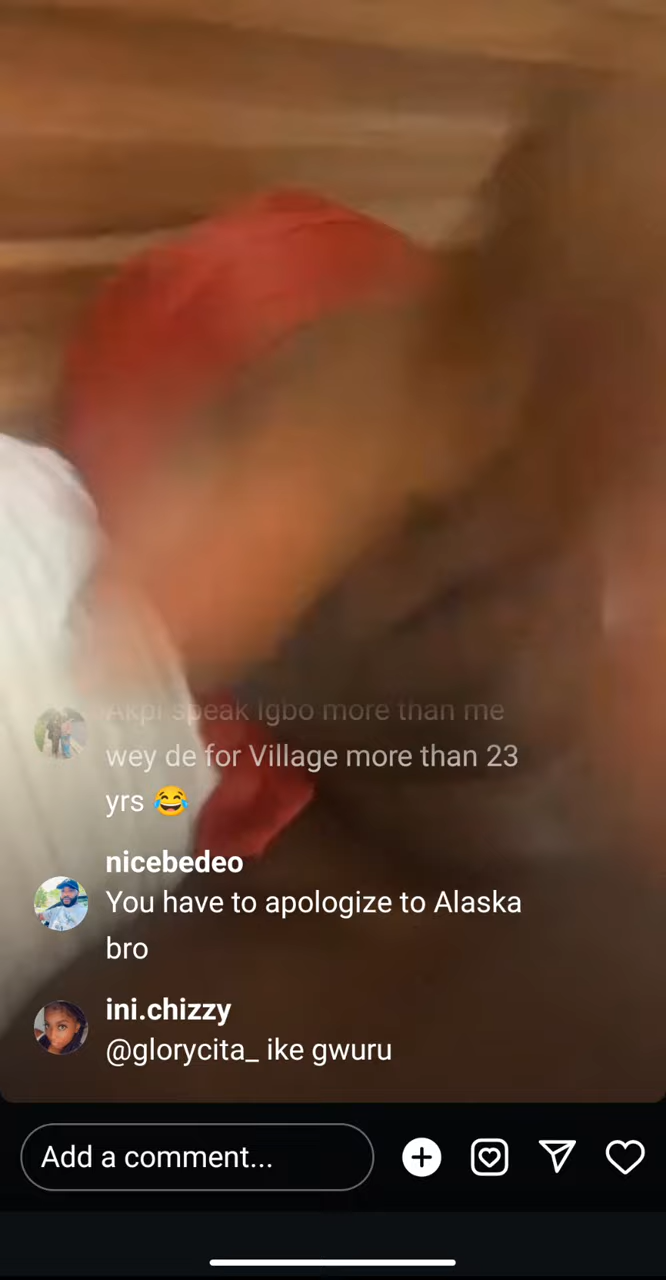 Akpi speak Igbo more than me
wey de for Village more than 23
yrs 😂
nicebedeo
You have to apologize to Alaska
bro
ini.chizzy
@glorycita_ ike gwuru
Add a comment...